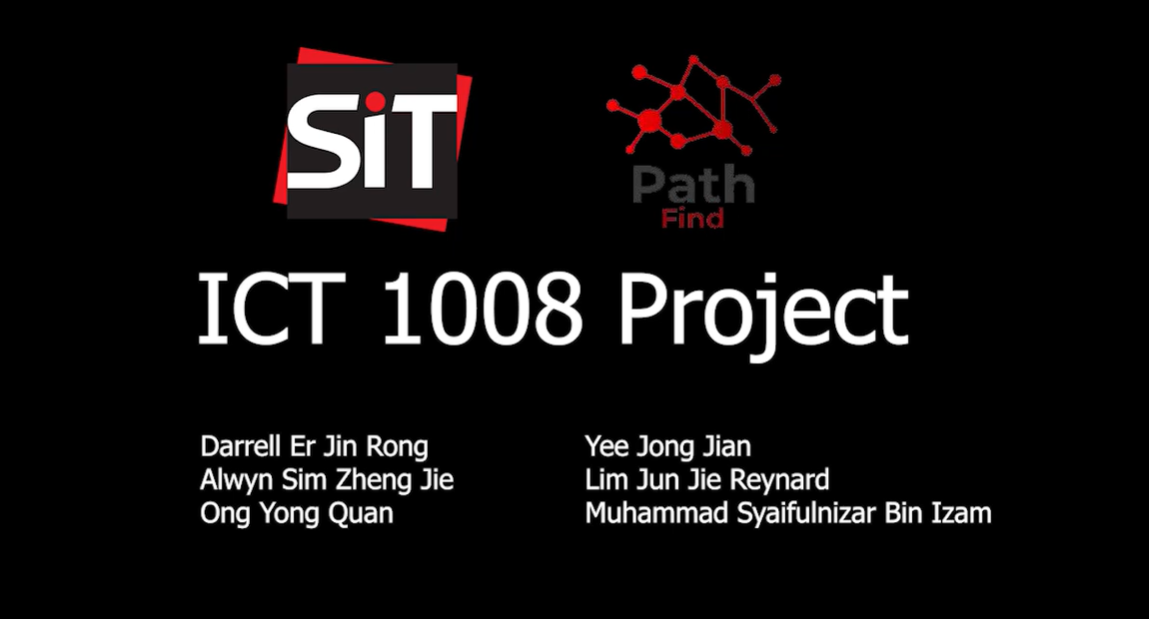 SiT
Path
Find
ICT 1008 Project
Darrell Er Jin Rong
Alwyn Sim Zheng Jie
Ong Yong Quan
Yee Jong Jian
Lim Jun Jie Reynard
Muhammad Syaifulnizar Bin Izam